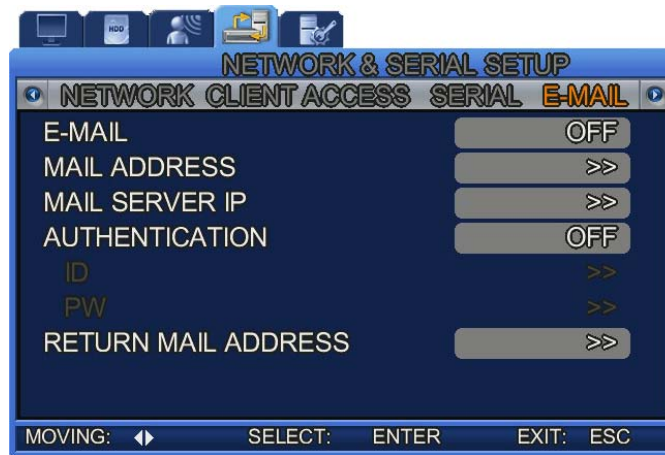 HDD
NETWORK & SERIAL SETUP
NETWORK CLIENT ACCESS SERIAL E-MAIL
E-MAIL OFF
MAIL ADDRESS >>
MAIL SERVER IP >>
AUTHENTICATION OFF
ID >>
PW >>
RETURN MAIL ADDRESS >>
MOVING: SELECT: ENTER EXIT: ESC